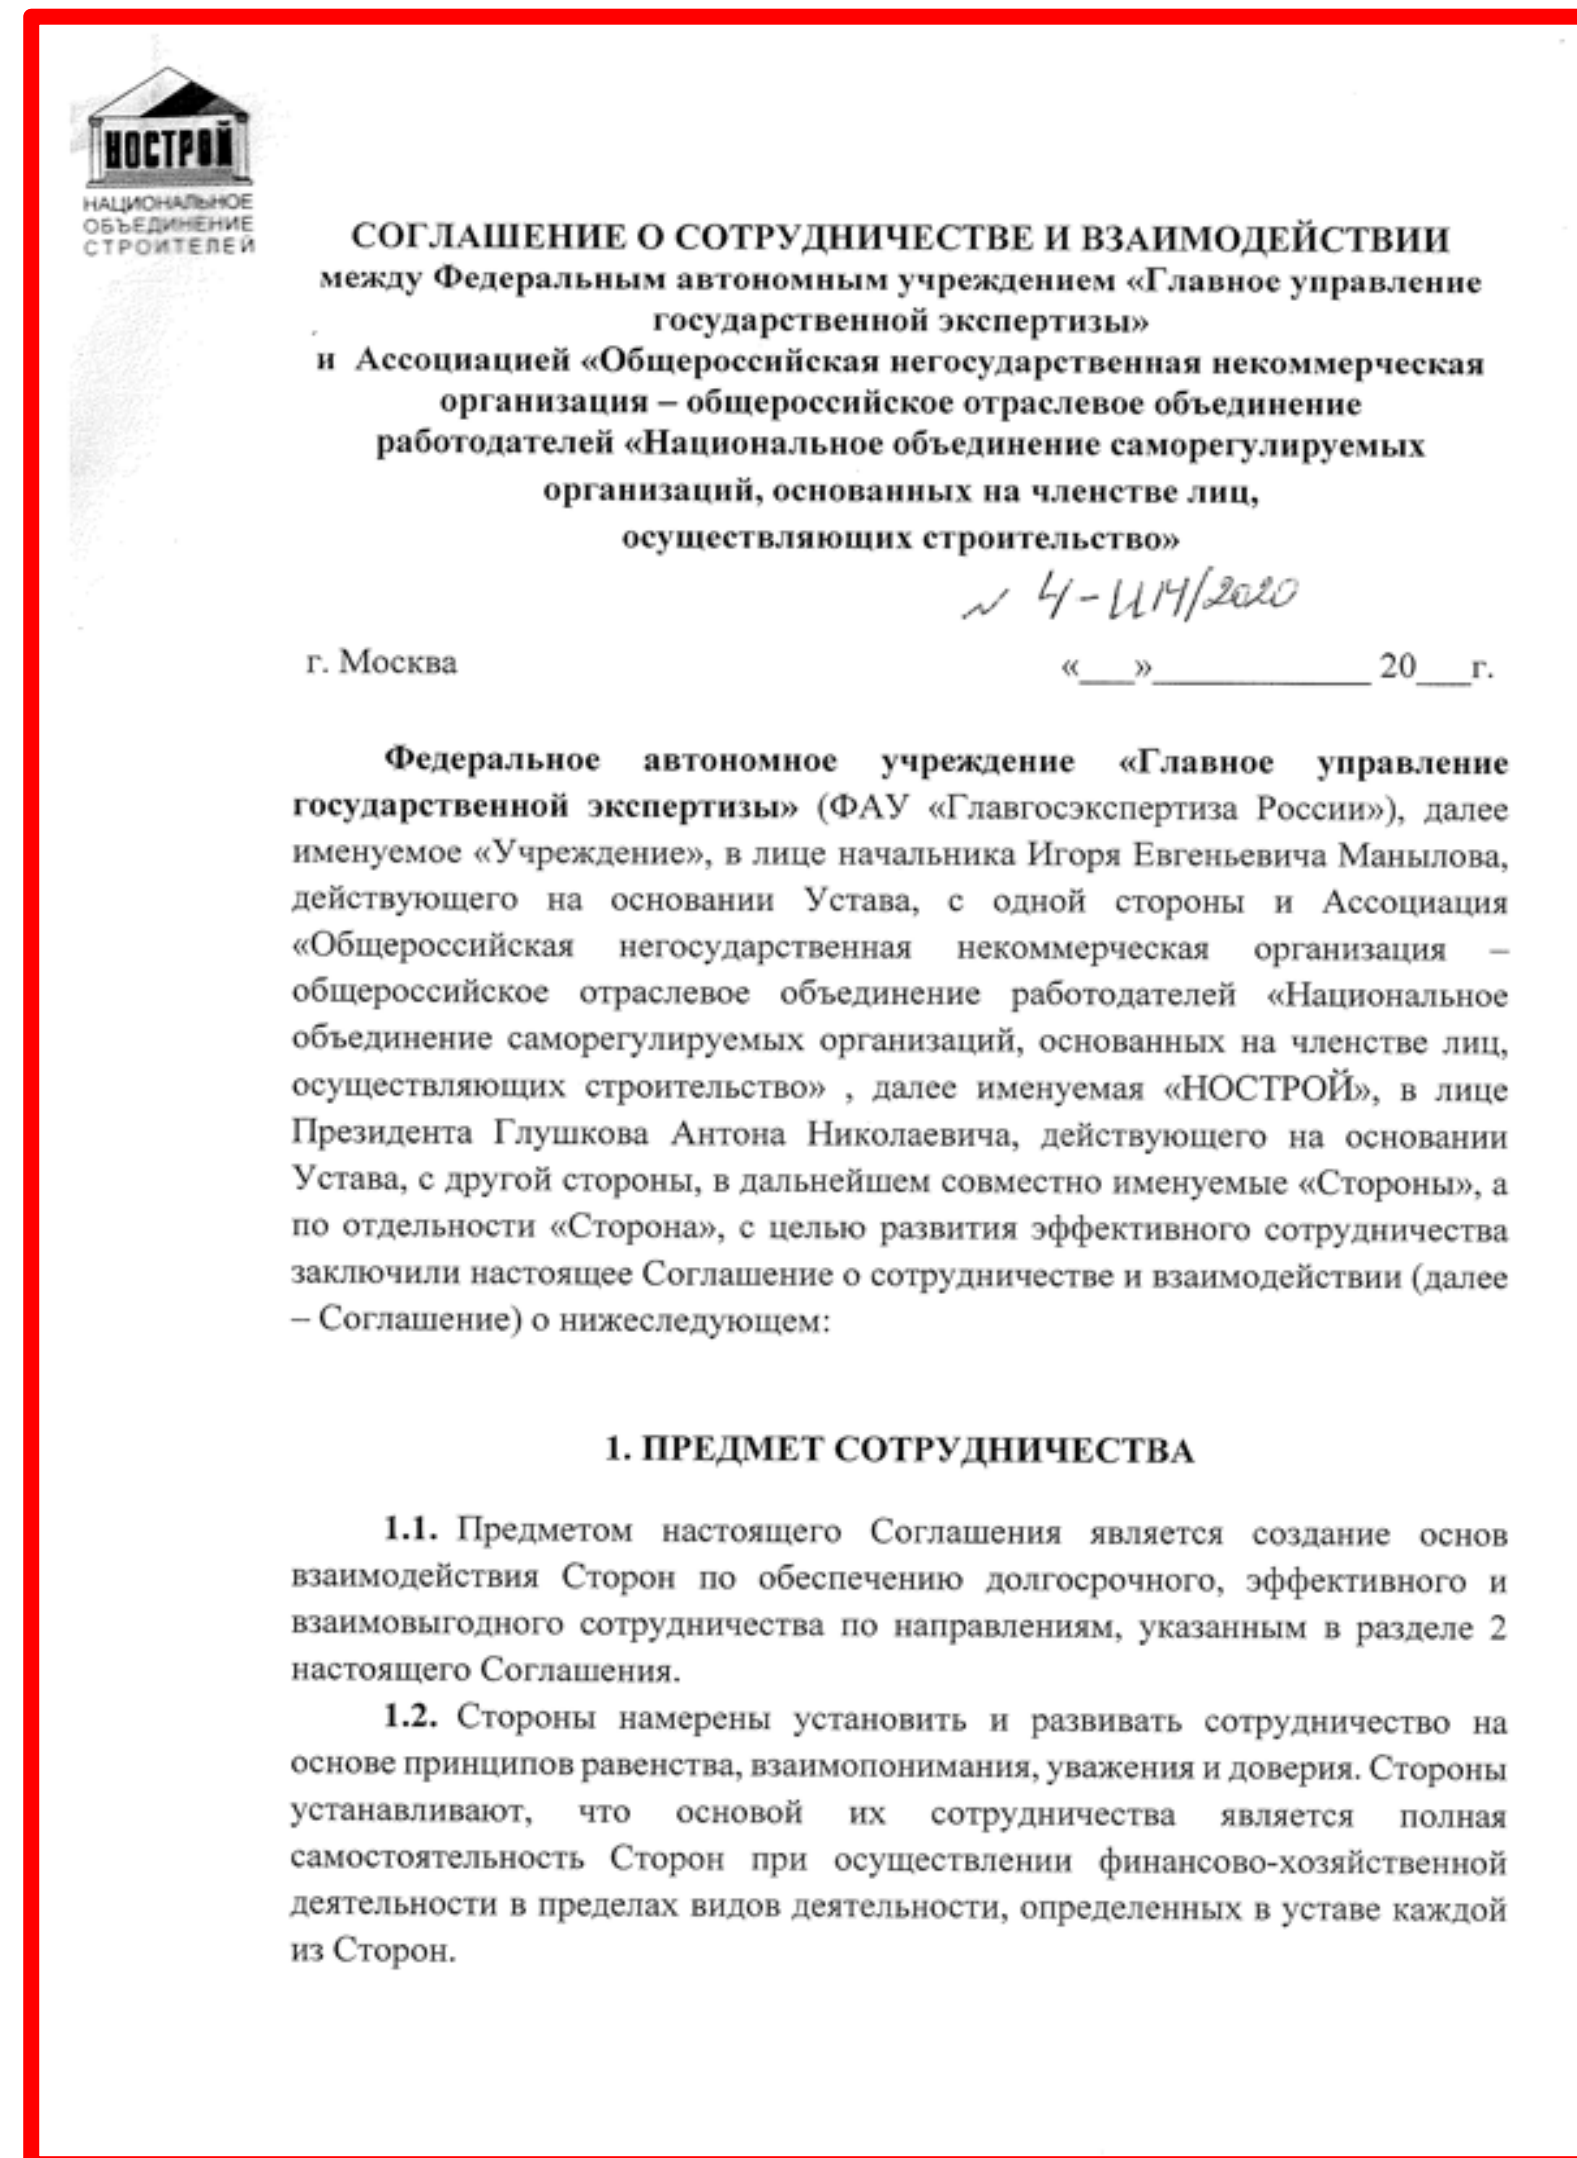 НОСТРОЙ
НАЦИОНАЛЬНОЕ
ОБЪЕДИНЕНИЕ
СТРОИТЕЛЕЙ
СОГЛАШЕНИЕ О СОТРУДНИЧЕСТВЕ И ВЗАИМОДЕЙСТВИИ
между Федеральным автономным учреждением «Главное управление
государственной экспертизы»
и Ассоциацией «Общероссийская негосударственная некоммерческая
организация – общероссийское отраслевое объединение
работодателей «Национальное объединение саморегулируемых
организаций, основанных на членстве лиц,
осуществляющих строительство»
№ 4-ИМ/2020
г. Москва «___»____________ 20___г.
Федеральное автономное учреждение «Главное управление
государственной экспертизы» (ФАУ «Главгосэкспертиза России»), далее
именуемое «Учреждение», в лице начальника Игоря Евгеньевича Манылова,
действующего на основании Устава, с одной стороны и Ассоциация
«Общероссийская негосударственная некоммерческая организация –
общероссийское отраслевое объединение работодателей «Национальное
объединение саморегулируемых организаций, основанных на членстве лиц,
осуществляющих строительство» , далее именуемая «НОСТРОЙ», в лице
Президента Глушкова Антона Николаевича, действующего на основании
Устава, с другой стороны, в дальнейшем совместно именуемые «Стороны», а
по отдельности «Сторона», с целью развития эффективного сотрудничества
заключили настоящее Соглашение о сотрудничестве и взаимодействии (далее
– Соглашение) о нижеследующем:
1. ПРЕДМЕТ СОТРУДНИЧЕСТВА
1.1. Предметом настоящего Соглашения является создание основ
взаимодействия Сторон по обеспечению долгосрочного, эффективного и
взаимовыгодного сотрудничества по направлениям, указанным в разделе 2
настоящего Соглашения.
1.2. Стороны намерены установить и развивать сотрудничество на
основе принципов равенства, взаимопонимания, уважения и доверия. Стороны
устанавливают, что основой их сотрудничества является полная
самостоятельность Сторон при осуществлении финансово-хозяйственной
деятельности в пределах видов деятельности, определенных в уставе каждой
из Сторон.